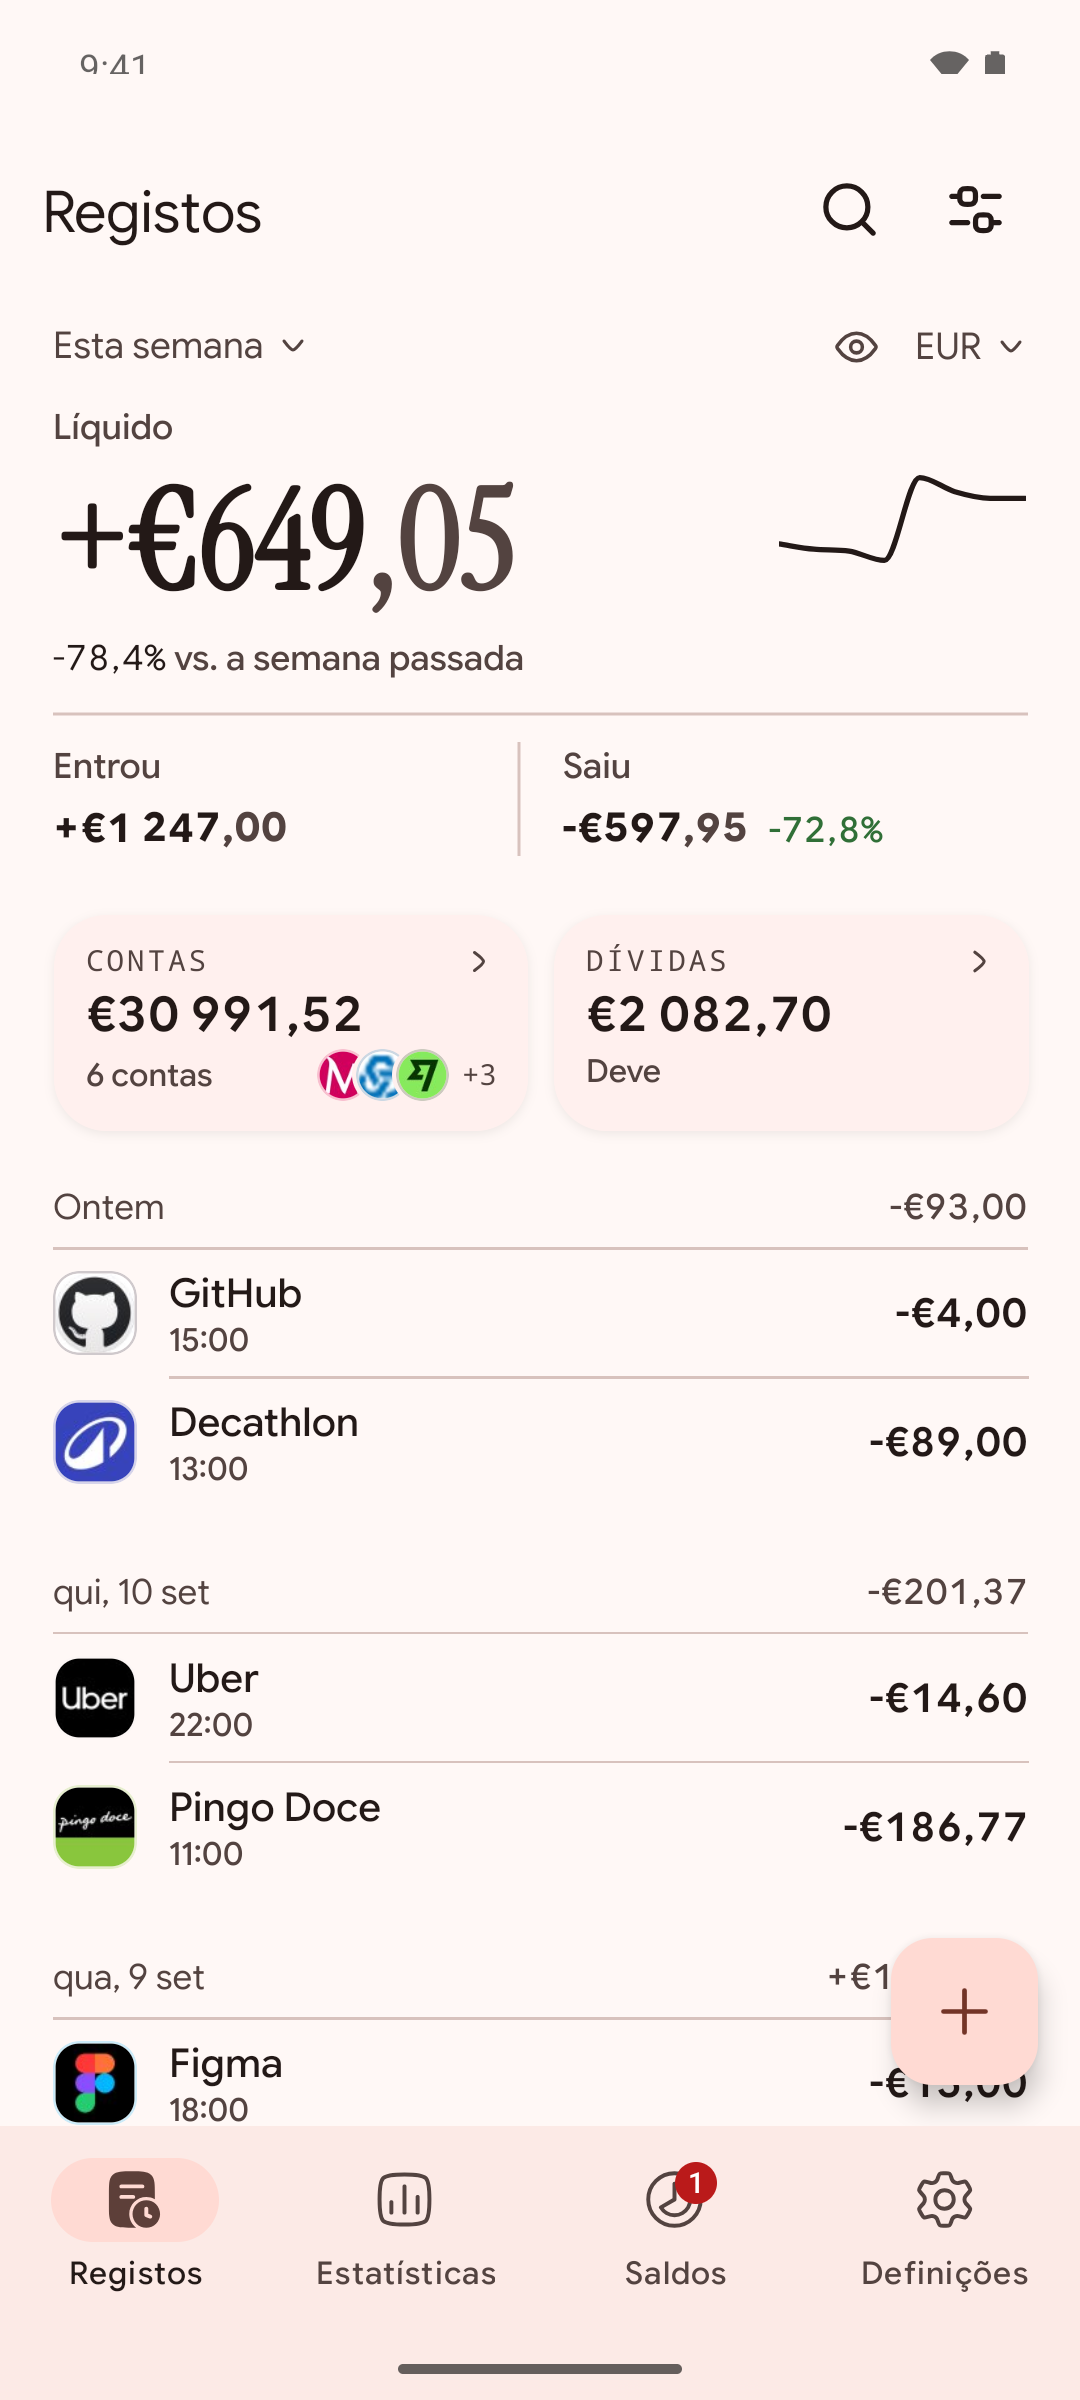 9:41
Registos
Esta semana
EUR
Líquido
+€649,05
-78,4% vs. a semana passada
Entrou
+€1 247,00
Saiu
-€597,95 -72,8%
CONTAS
€30 991,52
6 contas
+3
DÍVIDAS
€2 082,70
Deve
Ontem
-€93,00
GitHub
15:00
-€4,00
Decathlon
13:00
-€89,00
qui, 10 set
-€201,37
Uber
Uber
22:00
-€14,60
pingo doce
Pingo Doce
11:00
-€186,77
qua, 9 set
+€1
Figma
18:00
1
Registos
Estatísticas
Saldos
Definições